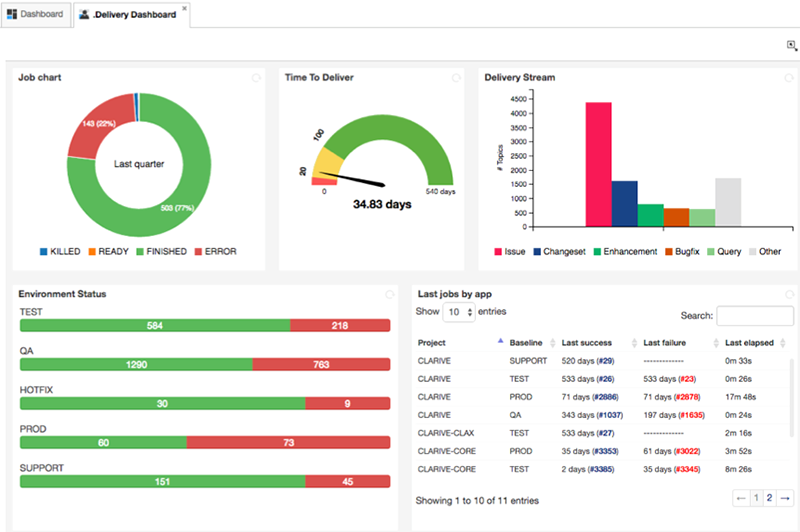 Dashboard
.Delivery Dashboard
Job chart
143 (22%)
Last quarter
503 (77%)
KILLED
READY
FINISHED
ERROR
Time To Deliver
100
20
0
540 days
34.83 days
Delivery Stream
# Topics
4500
4000
3500
3000
2500
2000
1500
1000
500
0
Issue
Changeset
Enhancement
Bugfix
Query
Other
Environment Status
TEST
584 218
QA
1290 763
HOTFIX
30 9
PROD
60 73
SUPPORT
151 45
Last jobs by app
Show 10 entries
Search:
Project Baseline Last success Last failure Last elapsed
CLARIVE SUPPORT 520 days (#29) ------------- 0m 33s
CLARIVE TEST 533 days (#26) 533 days (#23) 0m 26s
CLARIVE PROD 71 days (#2886) 71 days (#2878) 17m 48s
CLARIVE QA 343 days (#1037) 197 days (#1635) 0m 24s
CLARIVE-CLAX TEST 533 days (#27) ------------- 2m 16s
CLARIVE-CORE PROD 35 days (#3353) 61 days (#3022) 3m 52s
CLARIVE-CORE TEST 2 days (#3385) 35 days (#3345) 8m 26s
Showing 1 to 10 of 11 entries
← 1 2 →